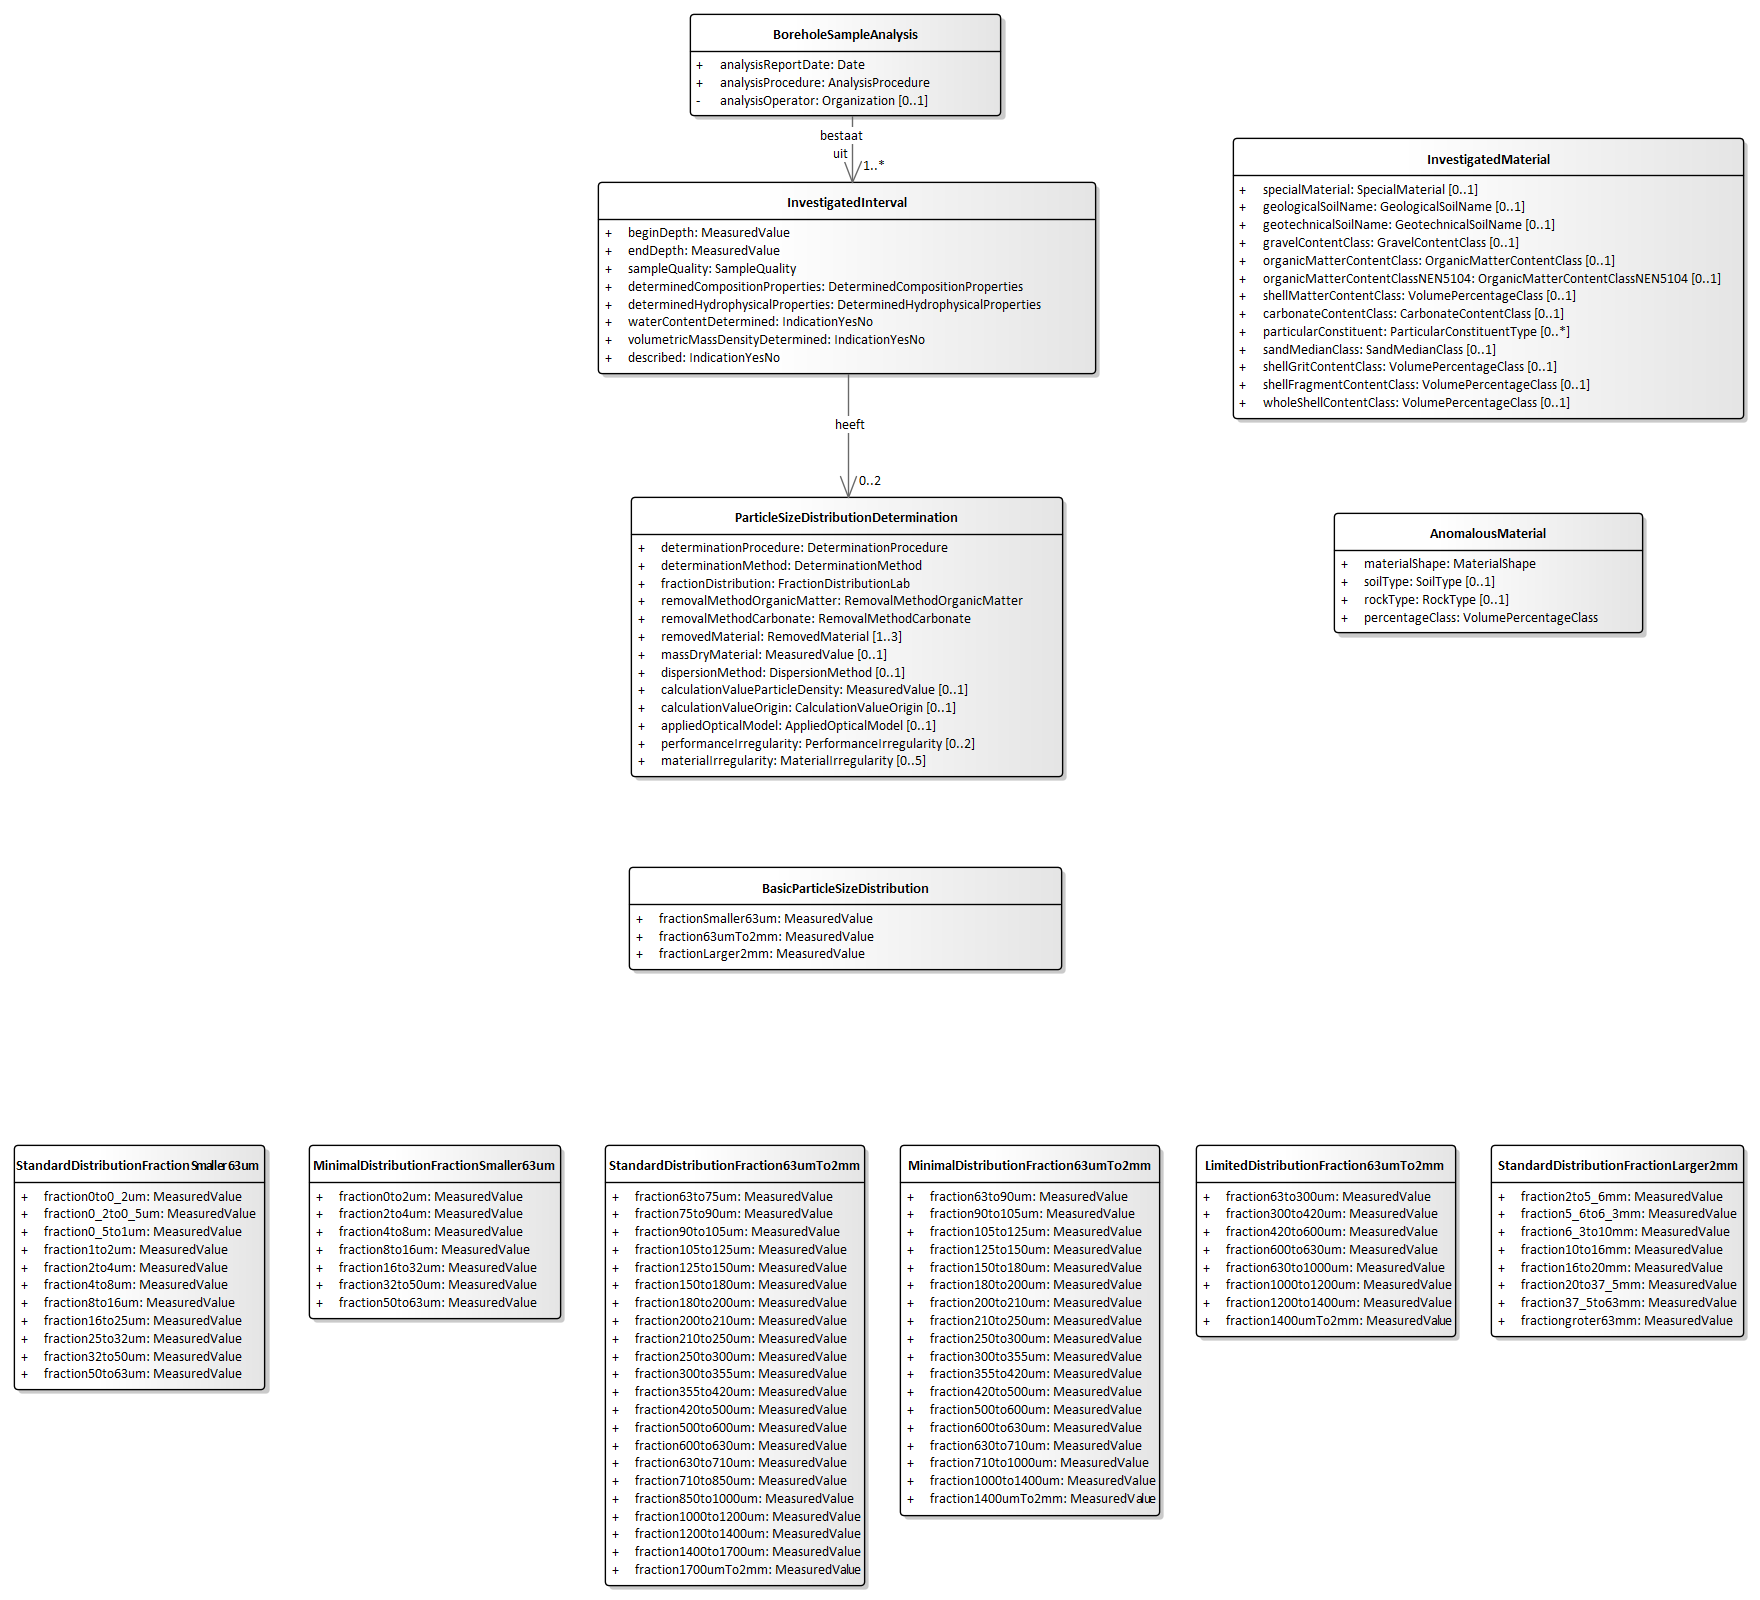 BoreholeSampleAnalysis
+ analysisReportDate: Date
+ analysisProcedure: AnalysisProcedure
- analysisOperator: Organization [0..1]
bestaat
uit
1..*
InvestigatedInterval
+ beginDepth: MeasuredValue
+ endDepth: MeasuredValue
+ sampleQuality: SampleQuality
+ determinedCompositionProperties: DeterminedCompositionProperties
+ determinedHydrophysicalProperties: DeterminedHydrophysicalProperties
+ waterContentDetermined: IndicationYesNo
+ volumetricMassDensityDetermined: IndicationYesNo
+ described: IndicationYesNo
InvestigatedMaterial
+ specialMaterial: SpecialMaterial [0..1]
+ geologicalSoilName: GeologicalSoilName [0..1]
+ geotechnicalSoilName: GeotechnicalSoilName [0..1]
+ gravelContentClass: GravelContentClass [0..1]
+ organicMatterContentClass: OrganicMatterContentClass [0..1]
+ organicMatterContentClassNEN5104: OrganicMatterContentClassNEN5104 [0..1]
+ shellMatterContentClass: VolumePercentageClass [0..1]
+ carbonateContentClass: CarbonateContentClass [0..1]
+ particularConstituent: ParticularConstituentType [0..*]
+ sandMedianClass: SandMedianClass [0..1]
+ shellGritContentClass: VolumePercentageClass [0..1]
+ shellFragmentContentClass: VolumePercentageClass [0..1]
+ wholeShellContentClass: VolumePercentageClass [0..1]
heeft
0..2
ParticleSizeDistributionDetermination
+ determinationProcedure: DeterminationProcedure
+ determinationMethod: DeterminationMethod
+ fractionDistribution: FractionDistributionLab
+ removalMethodOrganicMatter: RemovalMethodOrganicMatter
+ removalMethodCarbonate: RemovalMethodCarbonate
+ removedMaterial: RemovedMaterial [1..3]
+ massDryMaterial: MeasuredValue [0..1]
+ dispersionMethod: DispersionMethod [0..1]
+ calculationValueParticleDensity: MeasuredValue [0..1]
+ calculationValueOrigin: CalculationValueOrigin [0..1]
+ appliedOpticalModel: AppliedOpticalModel [0..1]
+ performanceIrregularity: PerformanceIrregularity [0..2]
+ materialIrregularity: MaterialIrregularity [0..5]
AnomalousMaterial
+ materialShape: MaterialShape
+ soilType: SoilType [0..1]
+ rockType: RockType [0..1]
+ percentageClass: VolumePercentageClass
BasicParticleSizeDistribution
+ fractionSmaller63um: MeasuredValue
+ fraction63umTo2mm: MeasuredValue
+ fractionLarger2mm: MeasuredValue
StandardDistributionFractionSmaller63um
+ fraction0to0_2um: MeasuredValue
+ fraction0_2to0_5um: MeasuredValue
+ fraction0_5to1um: MeasuredValue
+ fraction1to2um: MeasuredValue
+ fraction2to4um: MeasuredValue
+ fraction4to8um: MeasuredValue
+ fraction8to16um: MeasuredValue
+ fraction16to25um: MeasuredValue
+ fraction25to32um: MeasuredValue
+ fraction32to50um: MeasuredValue
+ fraction50to63um: MeasuredValue
MinimalDistributionFractionSmaller63um
+ fraction0to2um: MeasuredValue
+ fraction2to4um: MeasuredValue
+ fraction4to8um: MeasuredValue
+ fraction8to16um: MeasuredValue
+ fraction16to32um: MeasuredValue
+ fraction32to50um: MeasuredValue
+ fraction50to63um: MeasuredValue
StandardDistributionFraction63umTo2mm
+ fraction63to75um: MeasuredValue
+ fraction75to90um: MeasuredValue
+ fraction90to105um: MeasuredValue
+ fraction105to125um: MeasuredValue
+ fraction125to150um: MeasuredValue
+ fraction150to180um: MeasuredValue
+ fraction180to200um: MeasuredValue
+ fraction200to210um: MeasuredValue
+ fraction210to250um: MeasuredValue
+ fraction250to300um: MeasuredValue
+ fraction300to355um: MeasuredValue
+ fraction355to420um: MeasuredValue
+ fraction420to500um: MeasuredValue
+ fraction500to600um: MeasuredValue
+ fraction600to630um: MeasuredValue
+ fraction630to710um: MeasuredValue
+ fraction710to850um: MeasuredValue
+ fraction850to1000um: MeasuredValue
+ fraction1000to1200um: MeasuredValue
+ fraction1200to1400um: MeasuredValue
+ fraction1400to1700um: MeasuredValue
+ fraction1700umTo2mm: MeasuredValue
MinimalDistributionFraction63umTo2mm
+ fraction63to90um: MeasuredValue
+ fraction90to105um: MeasuredValue
+ fraction105to125um: MeasuredValue
+ fraction125to150um: MeasuredValue
+ fraction150to180um: MeasuredValue
+ fraction180to200um: MeasuredValue
+ fraction200to210um: MeasuredValue
+ fraction210to250um: MeasuredValue
+ fraction250to300um: MeasuredValue
+ fraction300to355um: MeasuredValue
+ fraction355to420um: MeasuredValue
+ fraction420to500um: MeasuredValue
+ fraction500to600um: MeasuredValue
+ fraction600to630um: MeasuredValue
+ fraction630to710um: MeasuredValue
+ fraction710to1000um: MeasuredValue
+ fraction1000to1400um: MeasuredValue
+ fraction1400umTo2mm: MeasuredValue
LimitedDistributionFraction63umTo2mm
+ fraction63to300um: MeasuredValue
+ fraction300to420um: MeasuredValue
+ fraction420to600um: MeasuredValue
+ fraction600to630um: MeasuredValue
+ fraction630to1000um: MeasuredValue
+ fraction1000to1200um: MeasuredValue
+ fraction1200to1400um: MeasuredValue
+ fraction1400umTo2mm: MeasuredValue
StandardDistributionFractionLarger2mm
+ fraction2to5_6mm: MeasuredValue
+ fraction5_6to6_3mm: MeasuredValue
+ fraction6_3to10mm: MeasuredValue
+ fraction10to16mm: MeasuredValue
+ fraction16to20mm: MeasuredValue
+ fraction20to37_5mm: MeasuredValue
+ fraction37_5to63mm: MeasuredValue
+ fractiongroter63mm: MeasuredValue